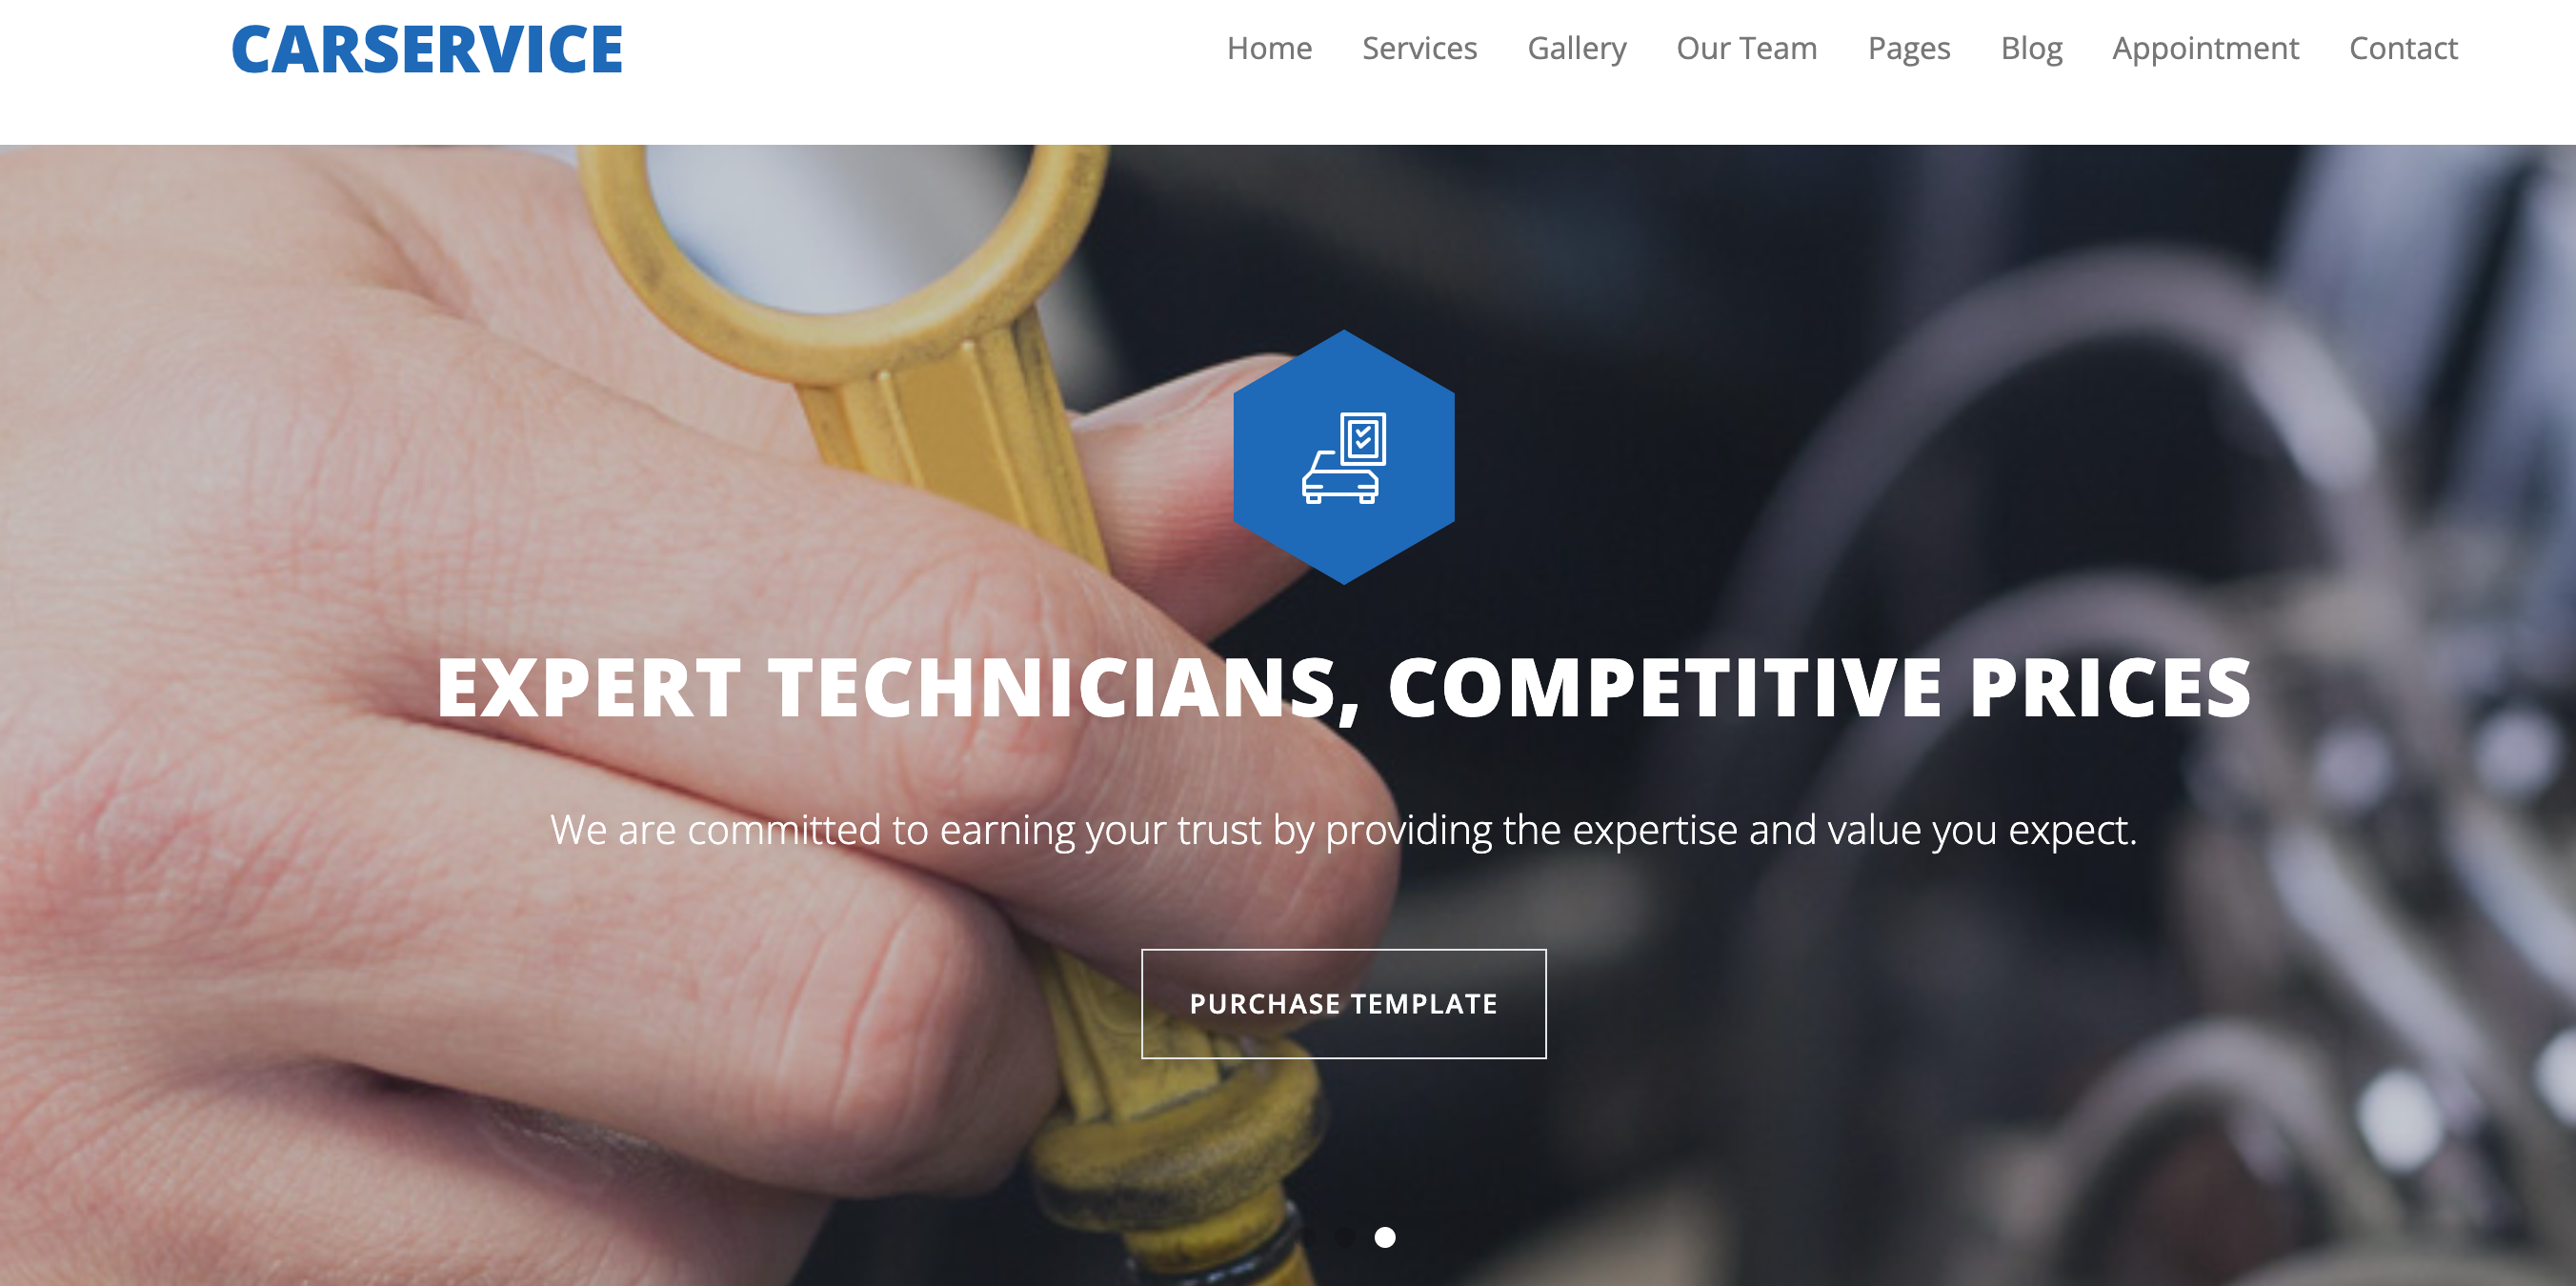 CARSERVICE
Home Services Gallery Our Team Pages Blog Appointment Contact
EXPERT TECHNICIANS, COMPETITIVE PRICES
We are committed to earning your trust by providing the expertise and value you expect.
PURCHASE TEMPLATE